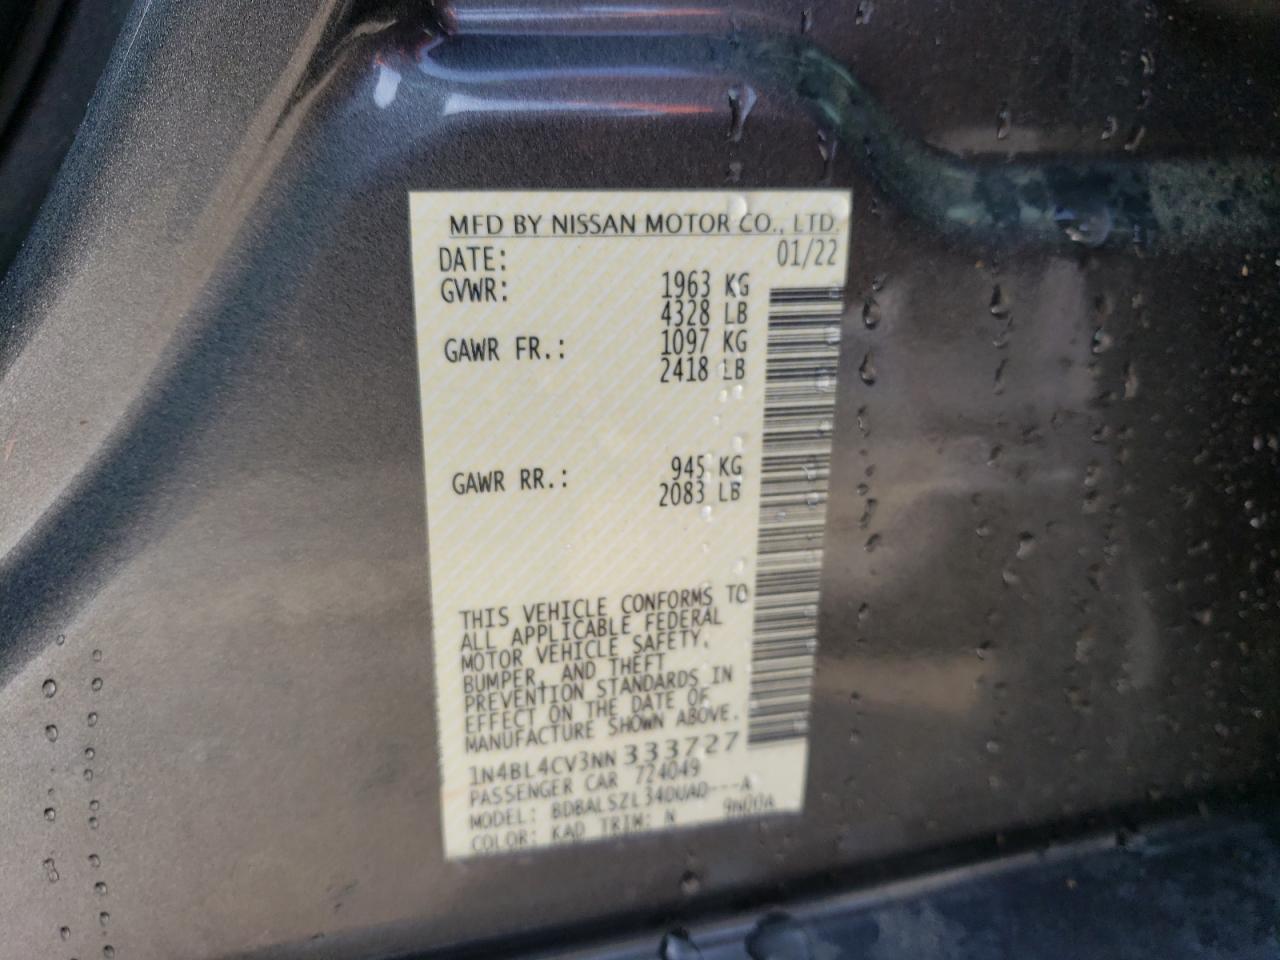 MFD BY NISSAN MOTOR CO., LTD.
DATE: 01/22
GVWR: 1963 KG
4328 LB
GAWR FR.: 1097 KG
2418 LB
GAWR RR.: 945 KG
2083 LB
THIS VEHICLE CONFORMS TO
ALL APPLICABLE FEDERAL
MOTOR VEHICLE SAFETY,
BUMPER, AND THEFT
PREVENTION STANDARDS IN
EFFECT ON THE DATE OF
MANUFACTURE SHOWN ABOVE.
1N4BL4CV3NN 333727
PASSENGER CAR 724049
MODEL: BDBALSZL34DUAD---A
COLOR: KAD TRIM: N